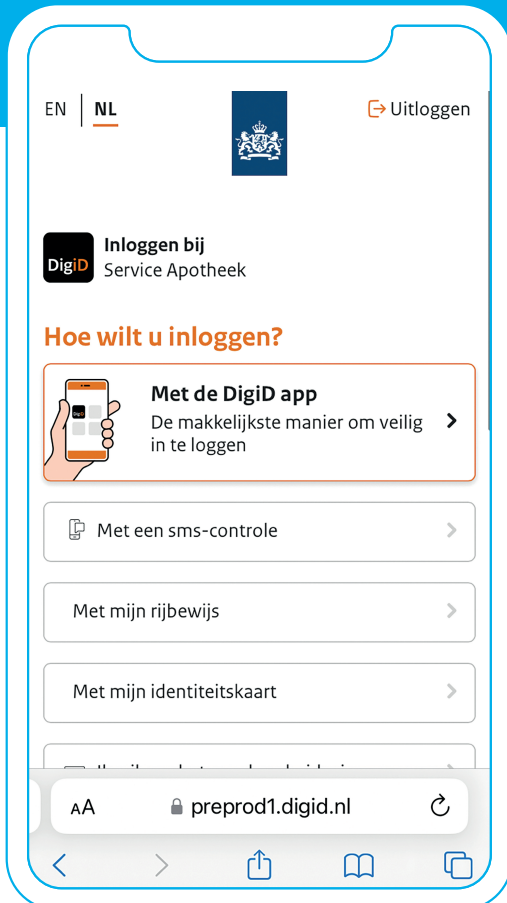 EN NL Uitloggen
DigiD
Inloggen bij
Service Apotheek
Hoe wilt u inloggen?
DigiD
Met de DigiD app
De makkelijkste manier om veilig
in te loggen
Met een sms-controle
Met mijn rijbewijs
Met mijn identiteitskaart
AA preprod1.digid.nl